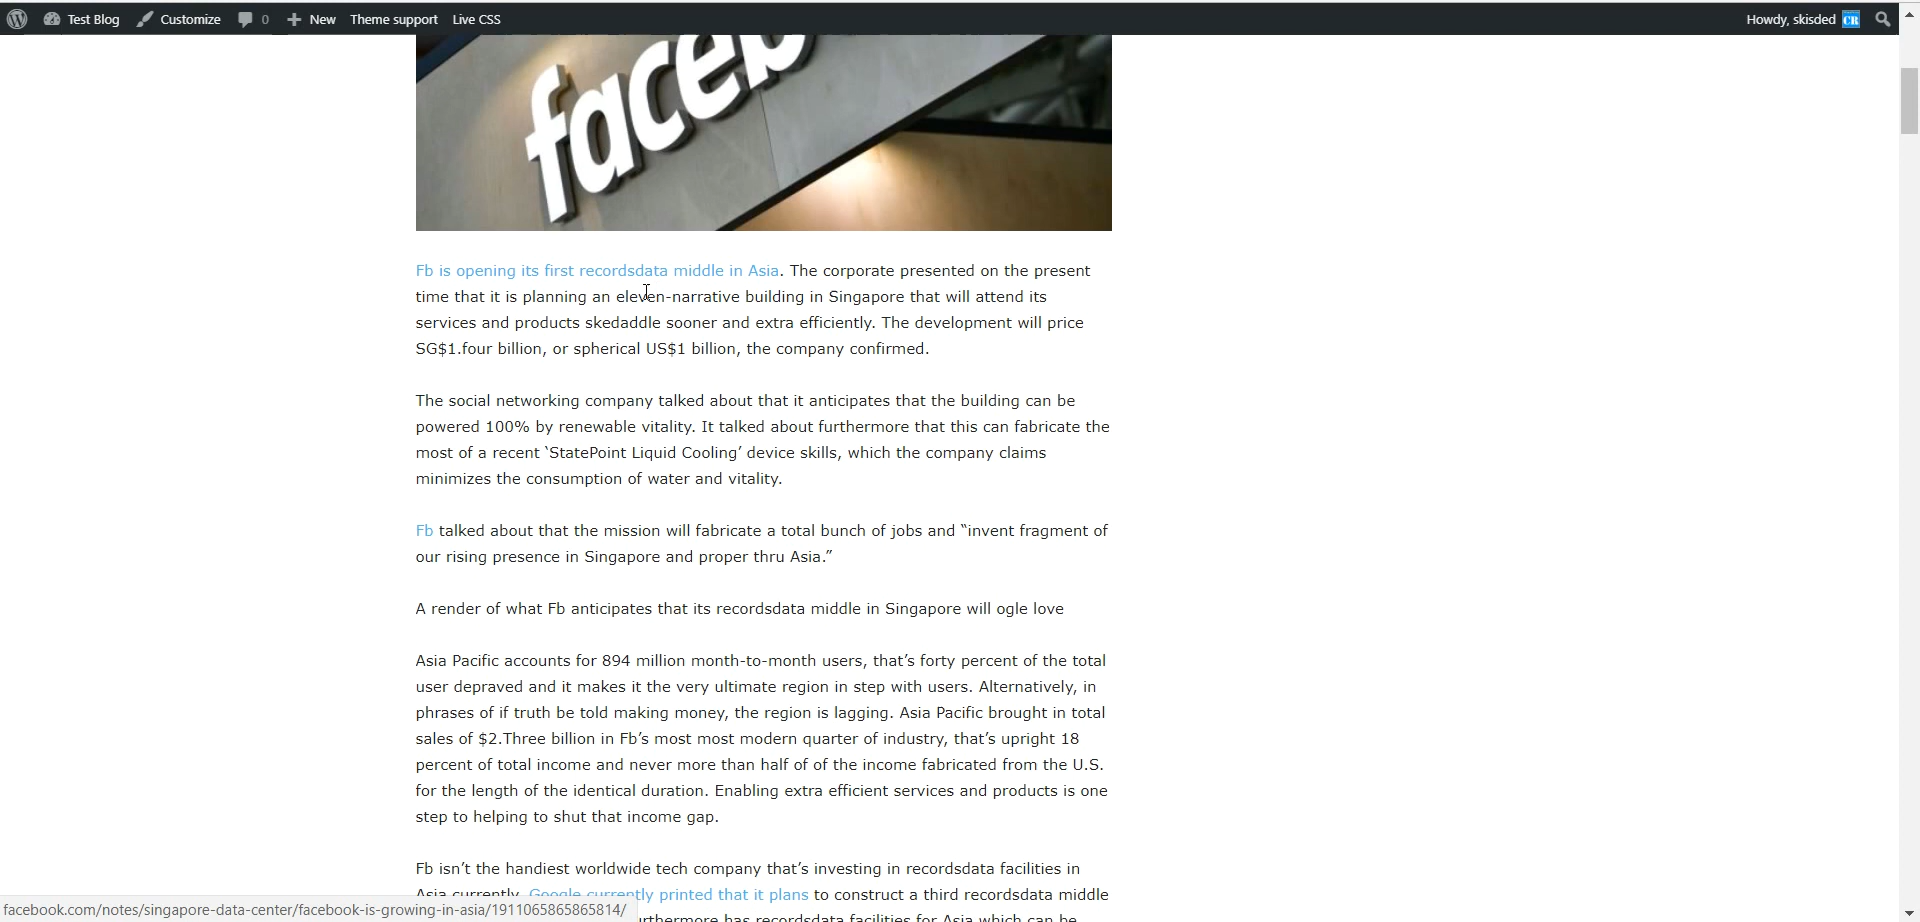 Test Blog Customize 0 New Theme support Live CSS Howdy, skisded CR
faceb
Fb is opening its first recordsdata middle in Asia. The corporate presented on the present
time that it is planning an eleven-narrative building in Singapore that will attend its
services and products skedaddle sooner and extra efficiently. The development will price
SG$1.four billion, or spherical US$1 billion, the company confirmed.
The social networking company talked about that it anticipates that the building can be
powered 100% by renewable vitality. It talked about furthermore that this can fabricate the
most of a recent ‘StatePoint Liquid Cooling’ device skills, which the company claims
minimizes the consumption of water and vitality.
Fb talked about that the mission will fabricate a total bunch of jobs and “invent fragment of
our rising presence in Singapore and proper thru Asia.”
A render of what Fb anticipates that its recordsdata middle in Singapore will ogle love
Asia Pacific accounts for 894 million month-to-month users, that’s forty percent of the total
user depraved and it makes it the very ultimate region in step with users. Alternatively, in
phrases of if truth be told making money, the region is lagging. Asia Pacific brought in total
sales of $2.Three billion in Fb’s most most modern quarter of industry, that’s upright 18
percent of total income and never more than half of of the income fabricated from the U.S.
for the length of the identical duration. Enabling extra efficient services and products is one
step to helping to shut that income gap.
Fb isn’t the handiest worldwide tech company that’s investing in recordsdata facilities in
Asia currently. Google currently printed that it plans to construct a third recordsdata middle
urthermore has recordsdata facilities for Asia which can be
facebook.com/notes/singapore-data-center/facebook-is-growing-in-asia/1911065865865814/